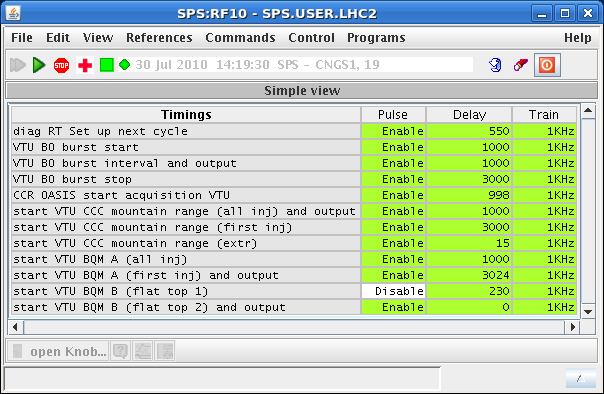 SPS:RF10 - SPS.USER.LHC2
File Edit View References Commands Control Programs Help
STOP 30 Jul 2010 14:19:30 SPS - CNGS1, 19
Simple view
Timings Pulse Delay Train
diag RT Set up next cycle Enable 550 1KHz
VTU BO burst start Enable 1000 1KHz
VTU BO burst interval and output Enable 1000 1KHz
VTU BO burst stop Enable 3000 1KHz
CCR OASIS start acquisition VTU Enable 998 1KHz
start VTU CCC mountain range (all inj) and output Enable 1000 1KHz
start VTU CCC mountain range (first inj) Enable 3000 1KHz
start VTU CCC mountain range (extr) Enable 15 1KHz
start VTU BQM A (all inj) Enable 1000 1KHz
start VTU BQM A (first inj) and output Enable 3024 1KHz
start VTU BQM B (flat top 1) Disable 230 1KHz
start VTU BQM B (flat top 2) and output Enable 0 1KHz
open Knob...